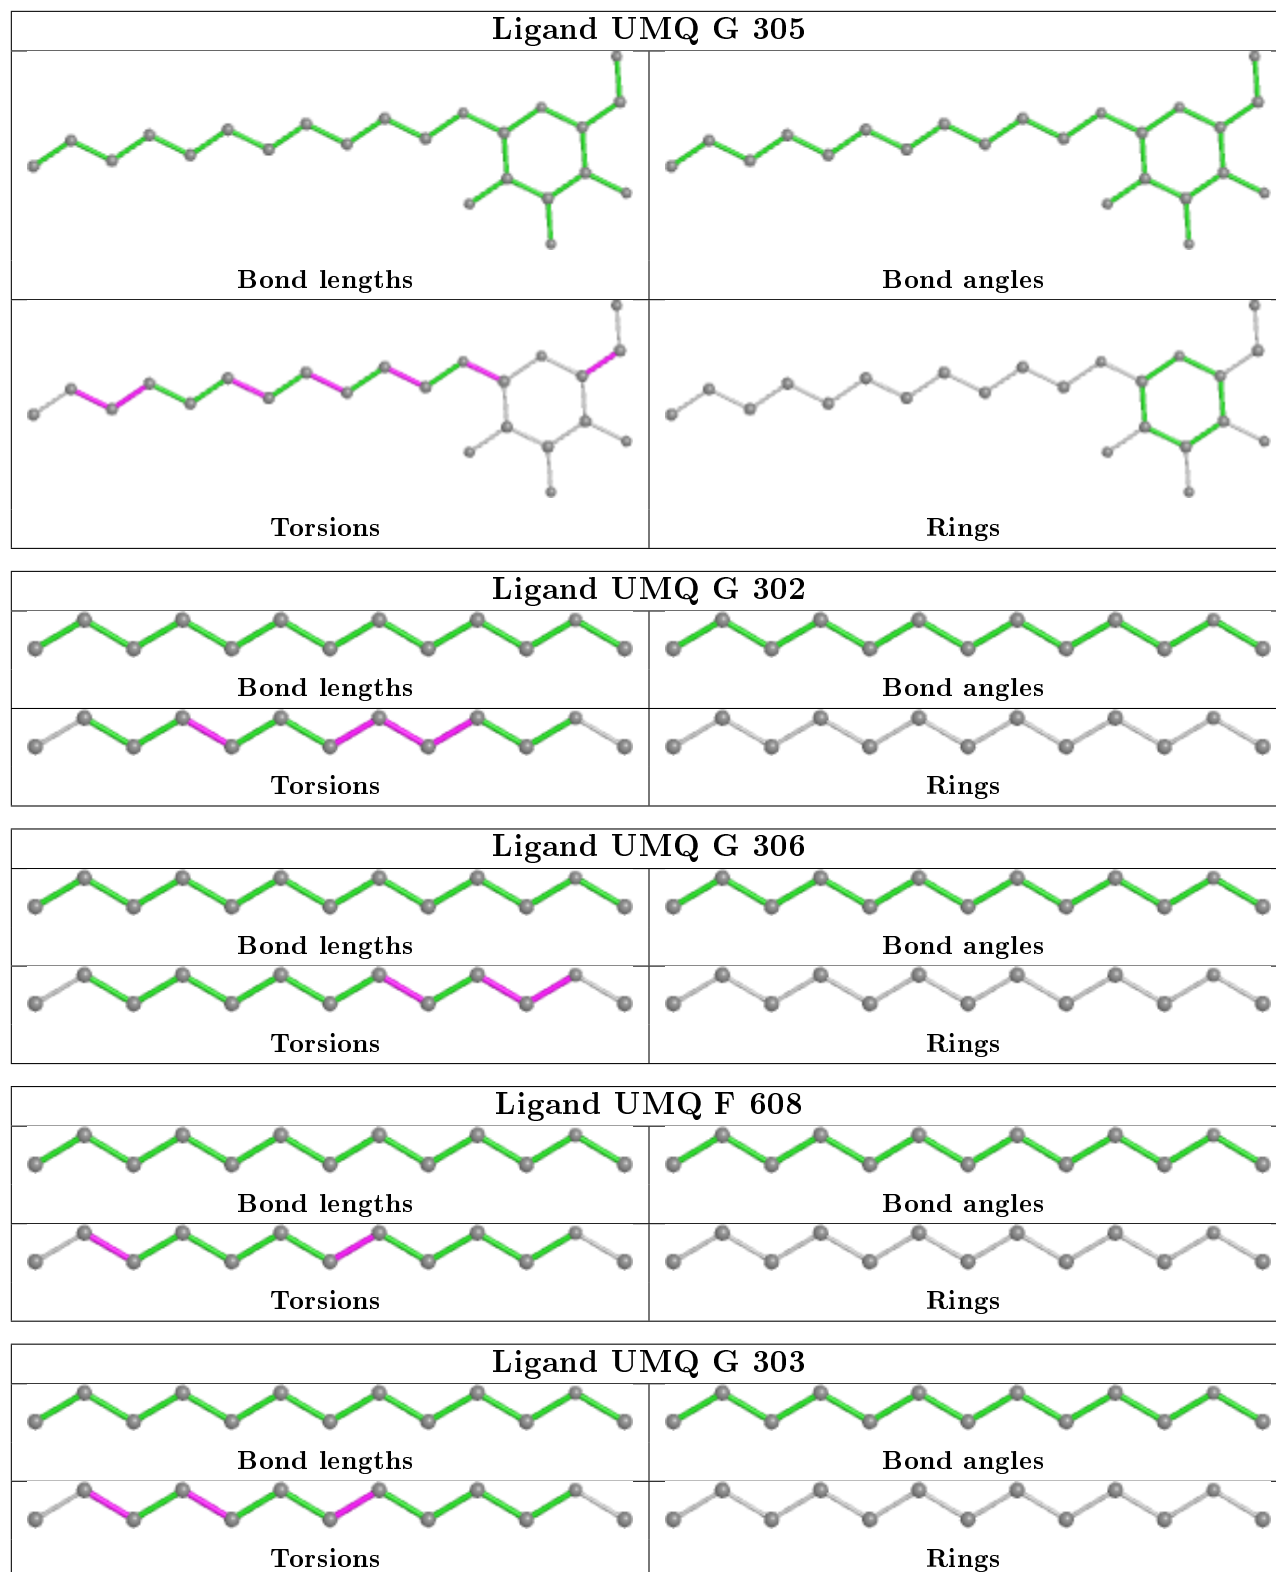 Ligand UMQ G 305
Bond lengths Bond angles
Torsions Rings
Ligand UMQ G 302
Bond lengths Bond angles
Torsions Rings
Ligand UMQ G 306
Bond lengths Bond angles
Torsions Rings
Ligand UMQ F 608
Bond lengths Bond angles
Torsions Rings
Ligand UMQ G 303
Bond lengths Bond angles
Torsions Rings